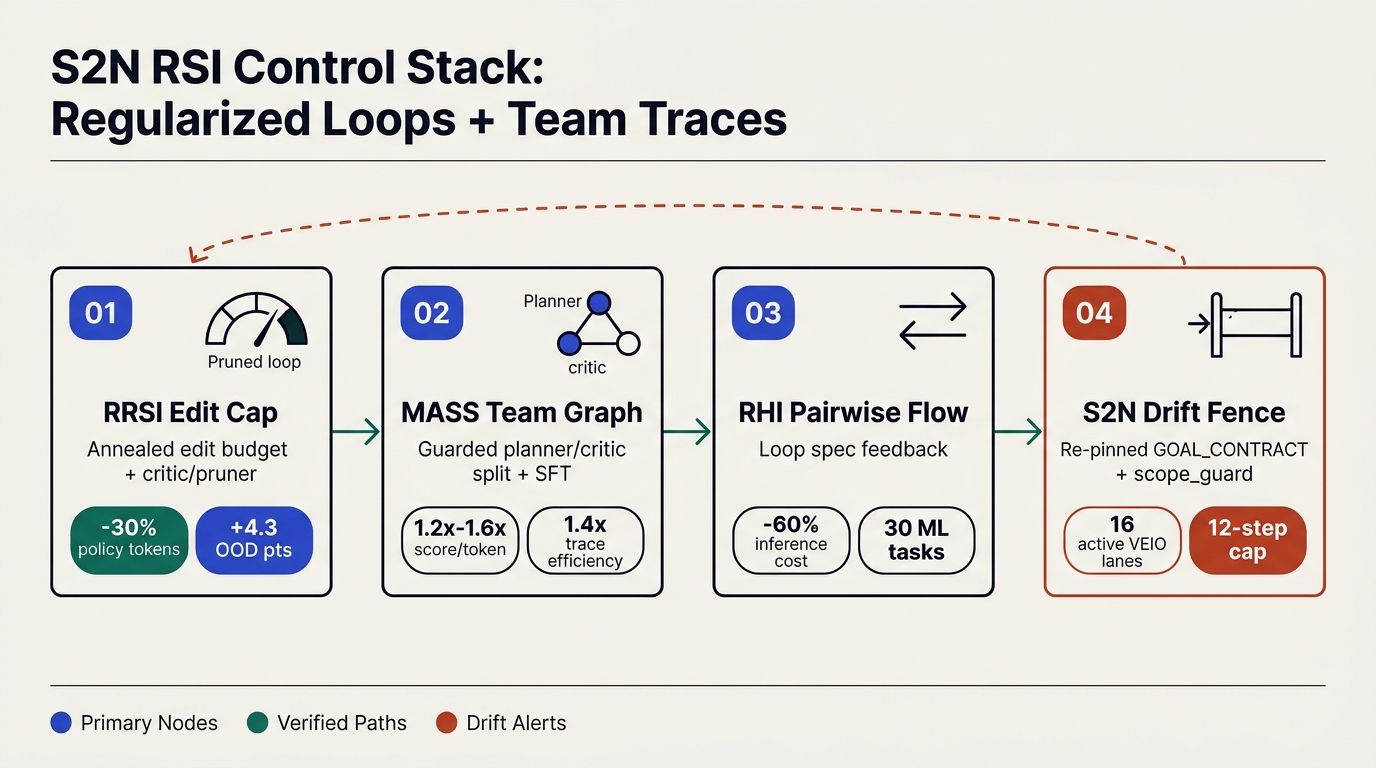 S2N RSI Control Stack:
Regularized Loops + Team Traces
01
Pruned loop
RRSI Edit Cap
Annealed edit budget
+ critic/pruner
-30%
policy tokens
+4.3
OOD pts
02
Planner
critic
MASS Team Graph
Guarded planner/critic
split + SFT
1.2x-1.6x
score/token
1.4x
trace
efficiency
03
RHI Pairwise Flow
Loop spec feedback
-60%
inference
cost
30 ML
tasks
04
S2N Drift Fence
Re-pinned GOAL_CONTRACT
+ scope_guard
16
active VEIO
lanes
12-step
cap
Primary Nodes
Verified Paths
Drift Alerts